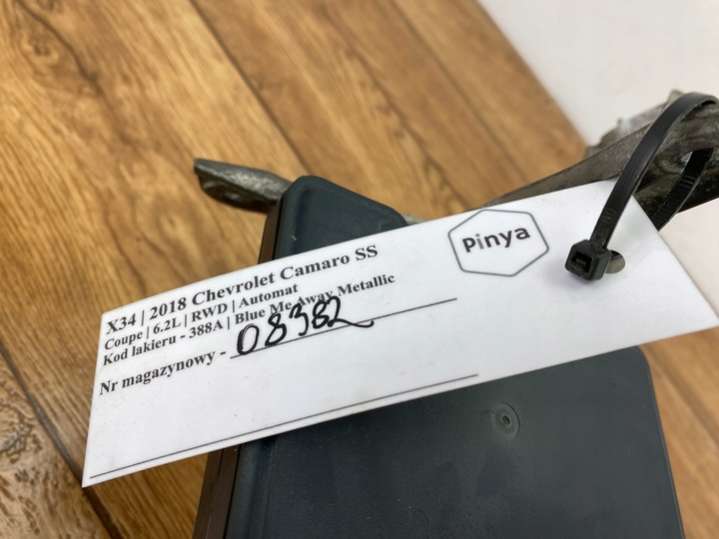 Pinya
X34 | 2018 Chevrolet Camaro SS
Coupe | 6.2L | RWD | Automat
Kod lakieru - 388A | Blue Me Away Metallic
Nr magazynowy - 08382